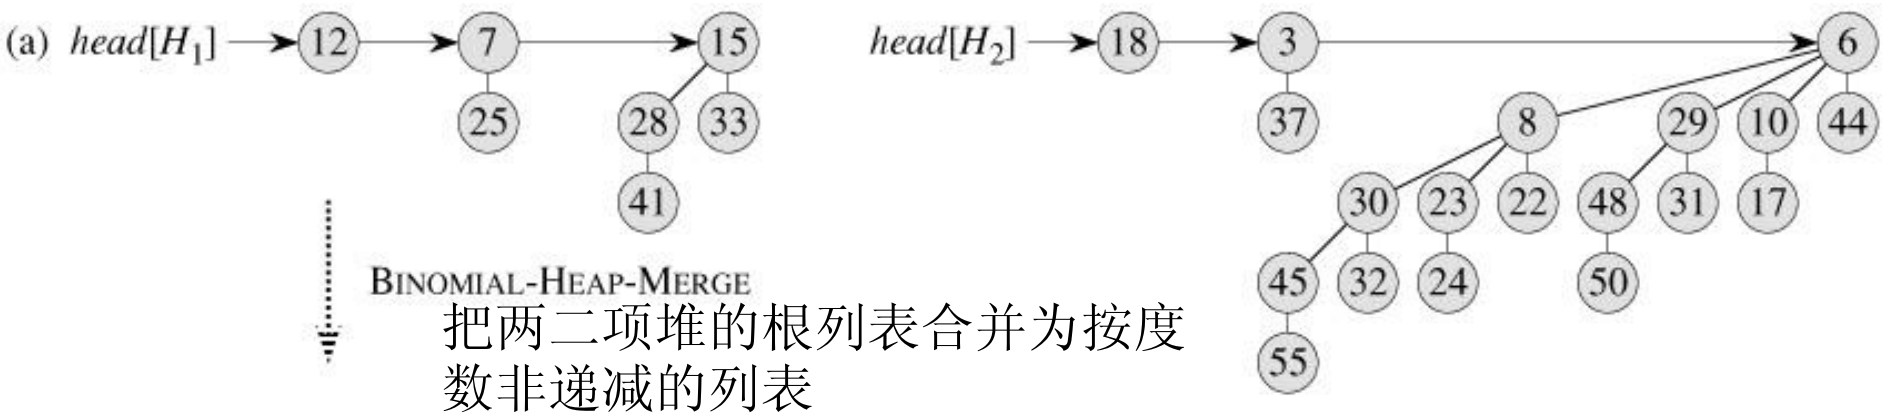 (a) head[H1] 12 7 15 head[H2] 18 3 6
25 28 33 37 8 29 10 44
41 30 23 22 48 31 17
BINOMIAL-HEAP-MERGE 45 32 24 50
把两二项堆的根列表合并为按度
55
数非递减的列表